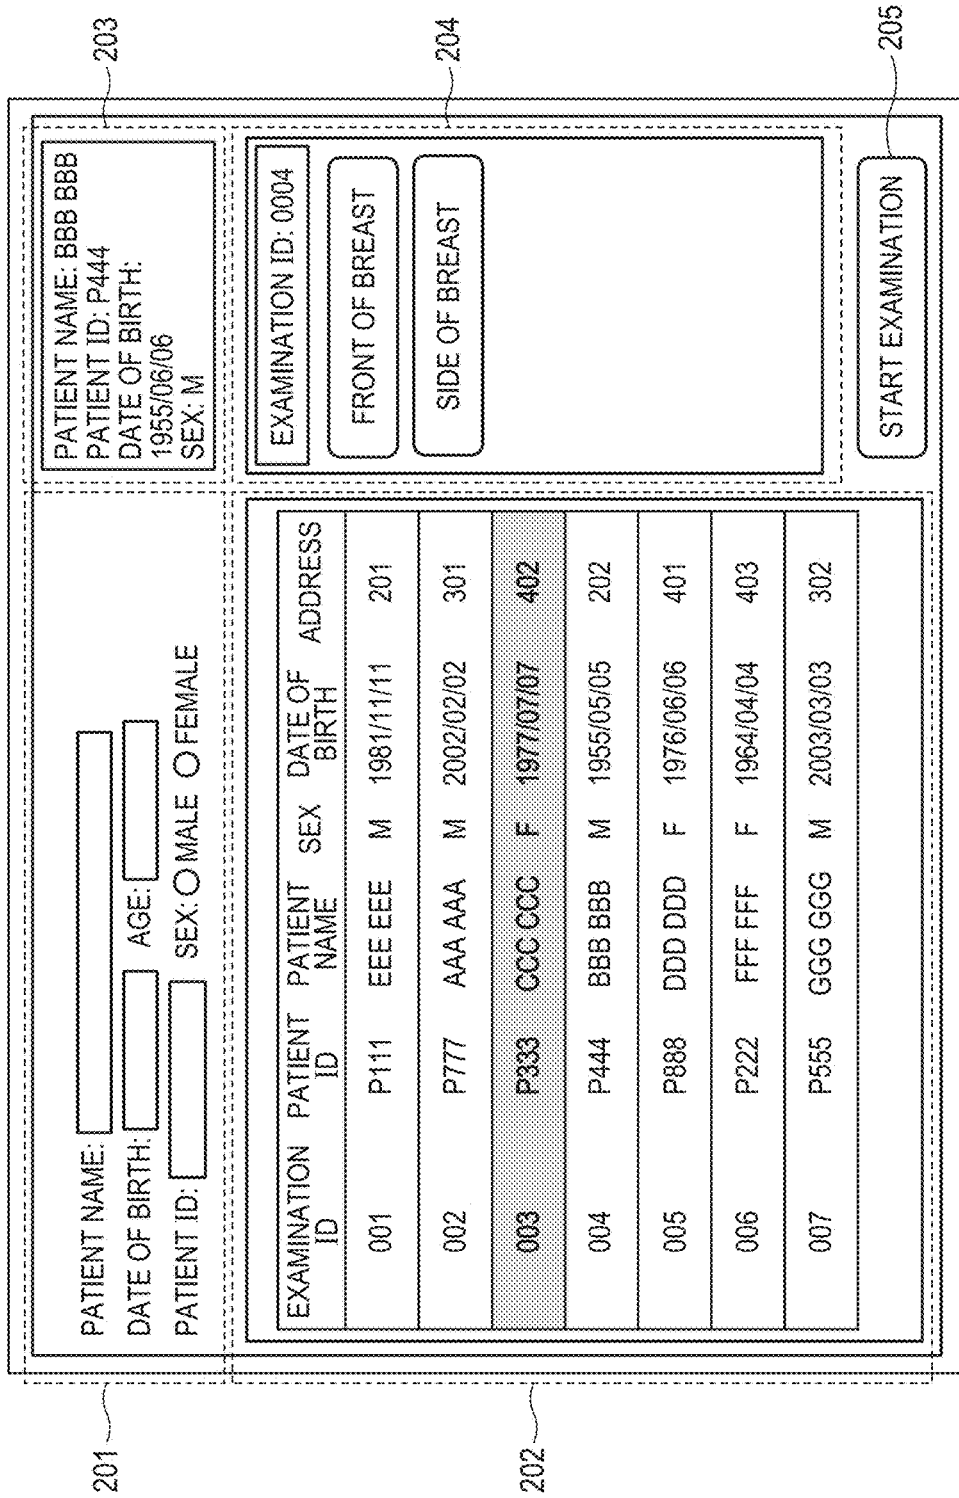 201
PATIENT NAME:
DATE OF BIRTH: AGE:
PATIENT ID: SEX: MALE FEMALE
203
PATIENT NAME: BBB BBB
PATIENT ID: P444
DATE OF BIRTH:
1955/06/06
SEX: M
202
EXAMINATION ID PATIENT ID PATIENT NAME SEX DATE OF BIRTH ADDRESS
001 P111 EEE EEE M 1981/11/11 201
002 P777 AAA AAA M 2002/02/02 301
003 P333 CCC CCC F 1977/07/07 402
004 P444 BBB BBB M 1955/05/05 202
005 P888 DDD DDD F 1976/06/06 401
006 P222 FFF FFF F 1964/04/04 403
007 P555 GGG GGG M 2003/03/03 302
204
EXAMINATION ID: 0004
FRONT OF BREAST
SIDE OF BREAST
START EXAMINATION
205